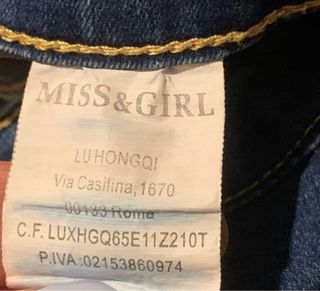 MISS&GIRL
LU HONGQI
Via Casilina, 1670
00133 Roma
C.F. LUXHGQ65E11Z210T
P.IVA :02153860974